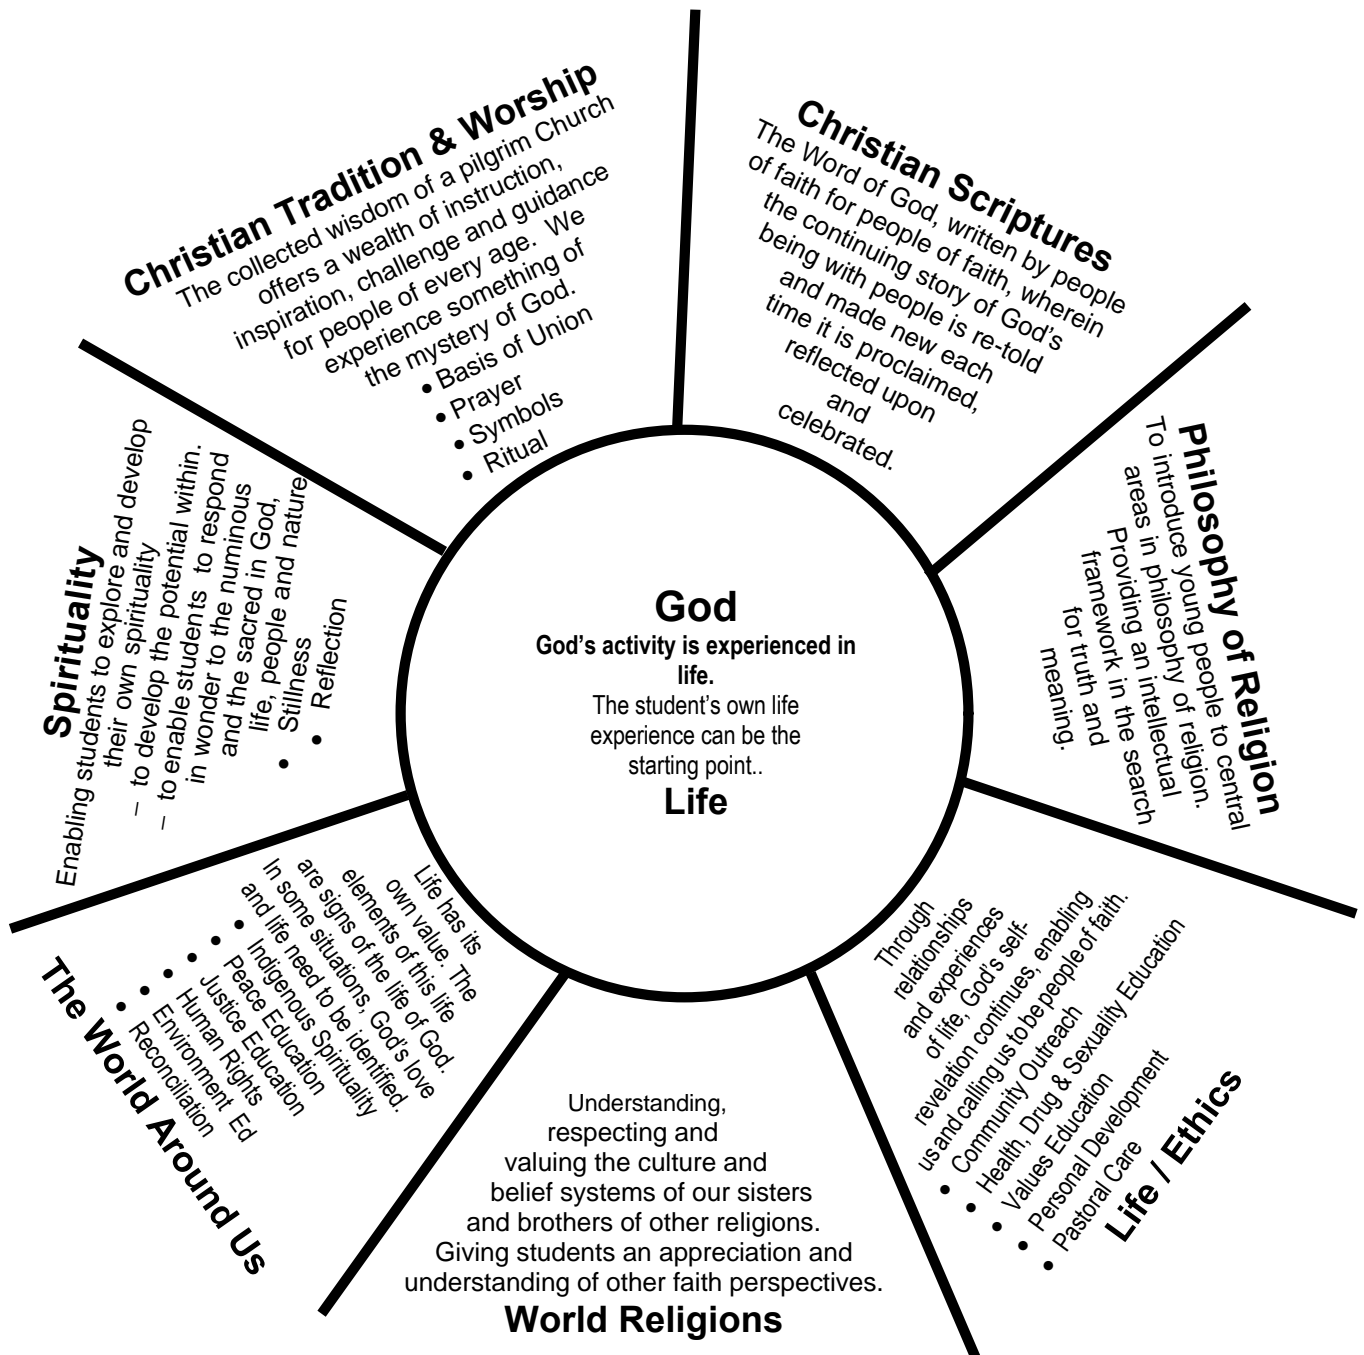 Christian Tradition & Worship
The collected wisdom of a pilgrim Church
offers a wealth of instruction,
inspiration, challenge and guidance
for people of every age.  We
experience something of
the mystery of God.
• Basis of Union
• Prayer
• Symbols
• Ritual
Christian Scriptures
The Word of God, written by people
of faith for people of faith, wherein
the continuing story of God’s
being with people is re-told
and made new each
time it is proclaimed,
reflected upon
and
celebrated.
Philosophy of Religion
To introduce young people to central
areas in philosophy of religion.
Providing an intellectual
framework in the search
for truth and
meaning.
Through
relationships
and experiences
of life, God’s self-
revelation continues, enabling
us and calling us to be people of faith.
• Community Outreach
• Health, Drug & Sexuality Education
• Values Education
• Personal Development
• Pastoral Care
Life / Ethics
Understanding,
respecting and
valuing the culture and
belief systems of our sisters
and brothers of other religions.
Giving students an appreciation and
understanding of other faith perspectives.
World Religions
Life has its
own value. The
elements of this life
are signs of the life of God.
In some situations, God’s love
and life need to be identified.
• Indigenous Spirituality
• Peace Education
• Justice Education
• Human Rights
• Environment Ed
• Reconciliation
The World Around Us
Spirituality
Enabling students to explore and develop
their own spirituality
– to develop the potential within.
– to enable students to respond
in wonder to the numinous
and the sacred in God,
life, people and nature
• Stillness
• Reflection
God
God’s activity is experienced in
life.
The student’s own life
experience can be the
starting point..
Life